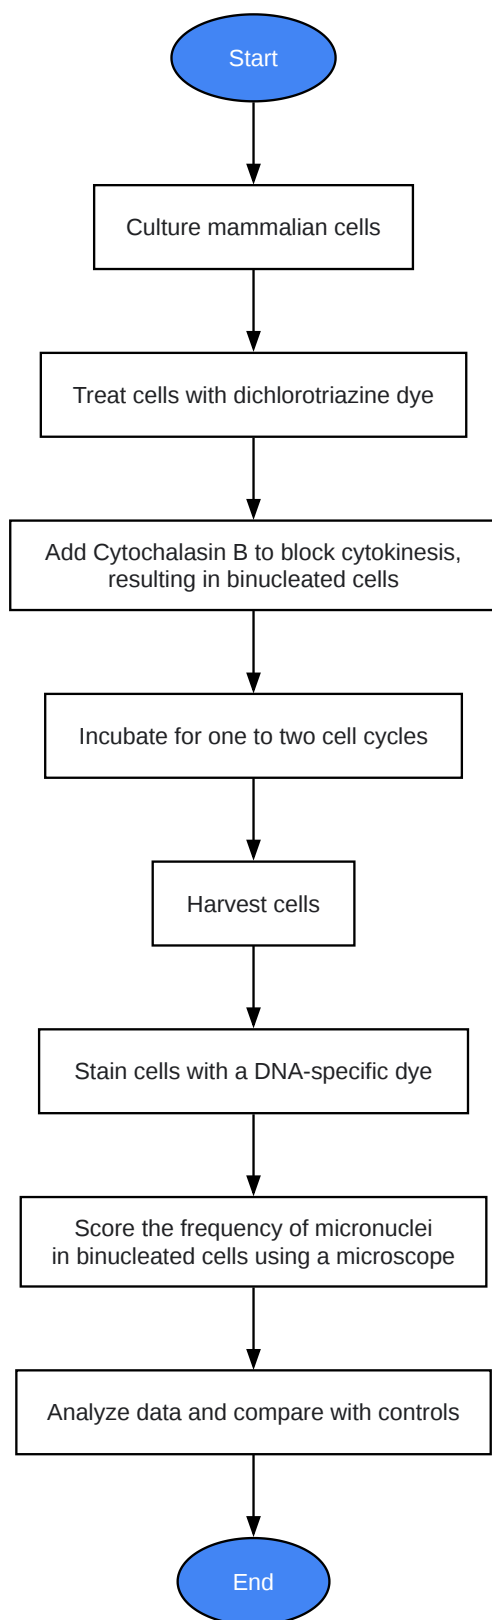 Start
Culture mammalian cells
Treat cells with dichlorotriazine dye
Add Cytochalasin B to block cytokinesis,
resulting in binucleated cells
Incubate for one to two cell cycles
Harvest cells
Stain cells with a DNA-specific dye
Score the frequency of micronuclei
in binucleated cells using a microscope
Analyze data and compare with controls
End